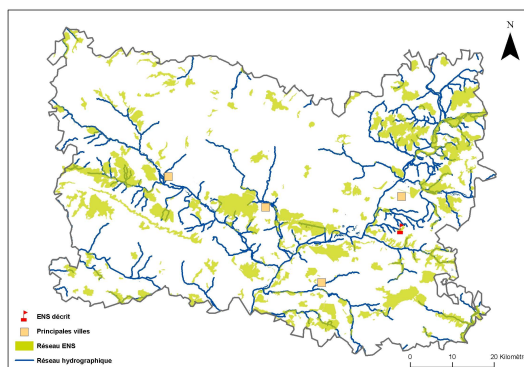 N
ENS décrit
Principales villes
Réseau ENS
Réseau hydrographique
0 10 20 Kilomètr